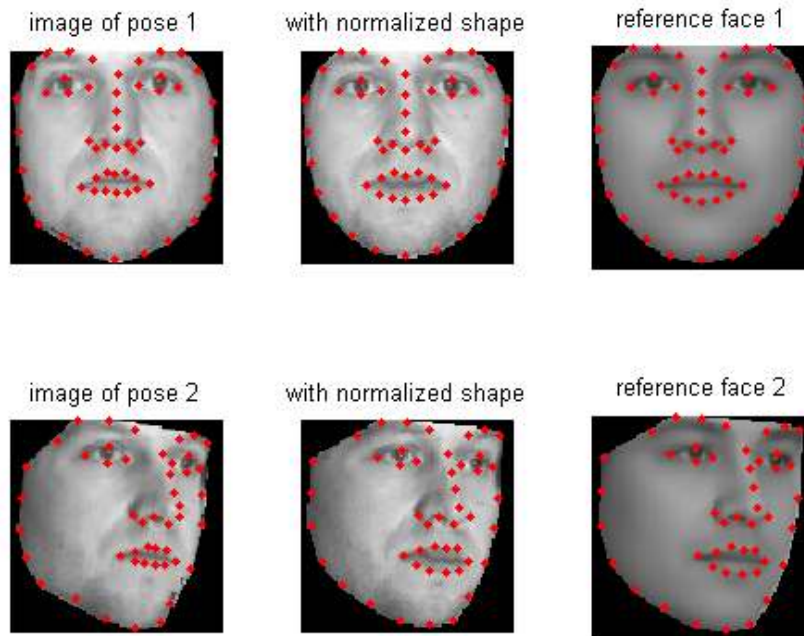 image of pose 1
with normalized shape
reference face 1
image of pose 2
with normalized shape
reference face 2